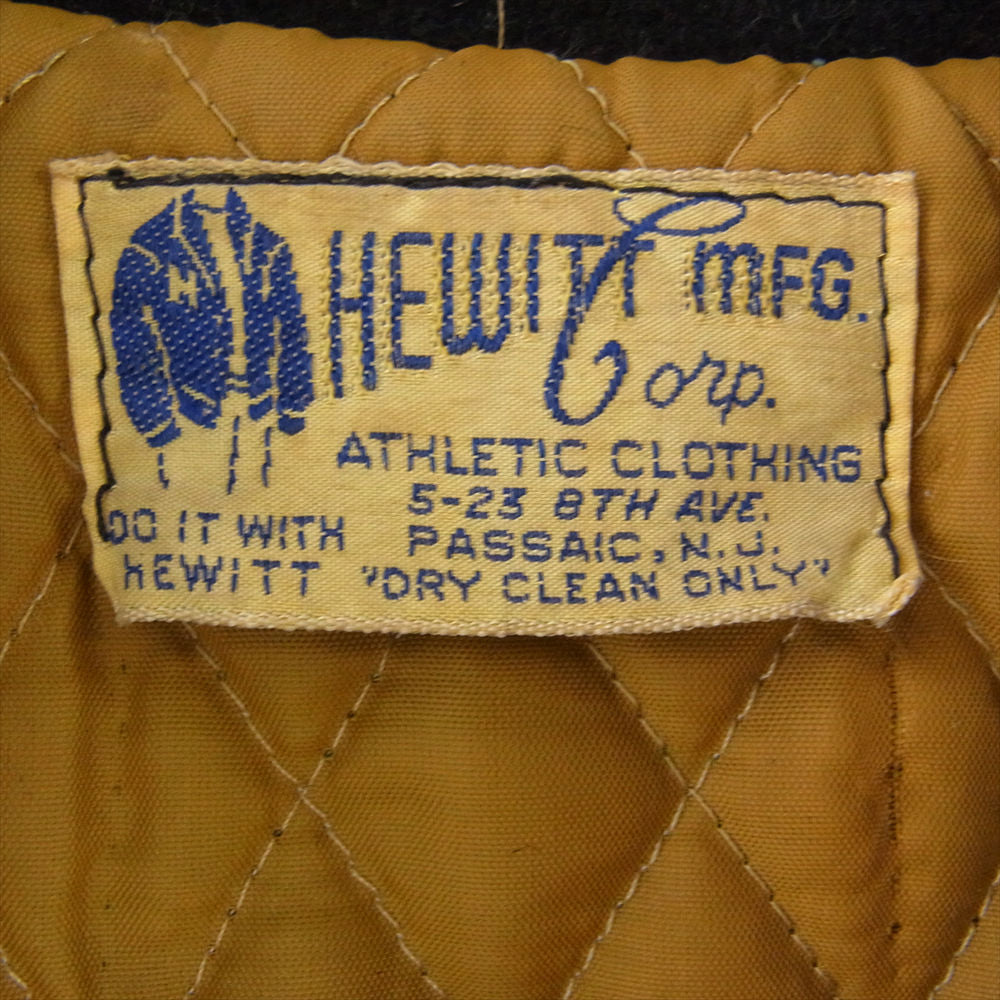 HEWITT MFG.
Corp.
ATHLETIC CLOTHING
5-23 8TH AVE.
PASSAIC, N.J.
"DRY CLEAN ONLY"
DO IT WITH
HEWITT